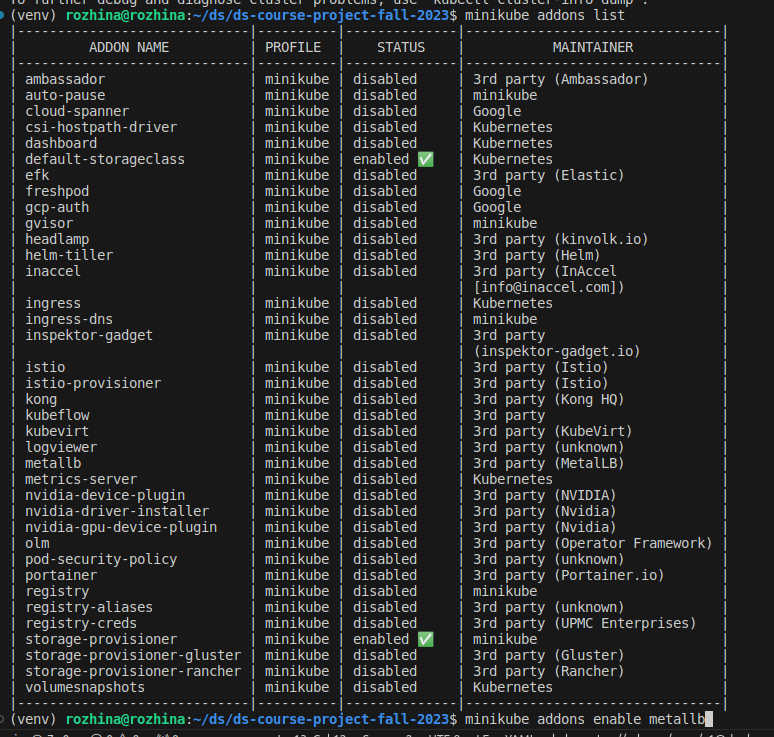 To further debug and diagnose cluster problems, use 'kubectl cluster-info dump'.
(venv) rozhina@rozhina:~/ds/ds-course-project-fall-2023$ minikube addons list
|-----------------------------|----------|--------------|--------------------------------|
| ADDON NAME | PROFILE | STATUS | MAINTAINER |
|-----------------------------|----------|--------------|--------------------------------|
| ambassador | minikube | disabled | 3rd party (Ambassador) |
| auto-pause | minikube | disabled | minikube |
| cloud-spanner | minikube | disabled | Google |
| csi-hostpath-driver | minikube | disabled | Kubernetes |
| dashboard | minikube | disabled | Kubernetes |
| default-storageclass | minikube | enabled ✅ | Kubernetes |
| efk | minikube | disabled | 3rd party (Elastic) |
| freshpod | minikube | disabled | Google |
| gcp-auth | minikube | disabled | Google |
| gvisor | minikube | disabled | minikube |
| headlamp | minikube | disabled | 3rd party (kinvolk.io) |
| helm-tiller | minikube | disabled | 3rd party (Helm) |
| inaccel | minikube | disabled | 3rd party (InAccel |
| | | | [info@inaccel.com]) |
| ingress | minikube | disabled | Kubernetes |
| ingress-dns | minikube | disabled | minikube |
| inspektor-gadget | minikube | disabled | 3rd party |
| | | | (inspektor-gadget.io) |
| istio | minikube | disabled | 3rd party (Istio) |
| istio-provisioner | minikube | disabled | 3rd party (Istio) |
| kong | minikube | disabled | 3rd party (Kong HQ) |
| kubeflow | minikube | disabled | 3rd party |
| kubevirt | minikube | disabled | 3rd party (KubeVirt) |
| logviewer | minikube | disabled | 3rd party (unknown) |
| metallb | minikube | disabled | 3rd party (MetalLB) |
| metrics-server | minikube | disabled | Kubernetes |
| nvidia-device-plugin | minikube | disabled | 3rd party (NVIDIA) |
| nvidia-driver-installer | minikube | disabled | 3rd party (Nvidia) |
| nvidia-gpu-device-plugin | minikube | disabled | 3rd party (Nvidia) |
| olm | minikube | disabled | 3rd party (Operator Framework) |
| pod-security-policy | minikube | disabled | 3rd party (unknown) |
| portainer | minikube | disabled | 3rd party (Portainer.io) |
| registry | minikube | disabled | minikube |
| registry-aliases | minikube | disabled | 3rd party (unknown) |
| registry-creds | minikube | disabled | 3rd party (UPMC Enterprises) |
| storage-provisioner | minikube | enabled ✅ | minikube |
| storage-provisioner-gluster | minikube | disabled | 3rd party (Gluster) |
| storage-provisioner-rancher | minikube | disabled | 3rd party (Rancher) |
| volumesnapshots | minikube | disabled | Kubernetes |
|-----------------------------|----------|--------------|--------------------------------|
(venv) rozhina@rozhina:~/ds/ds-course-project-fall-2023$ minikube addons enable metallb